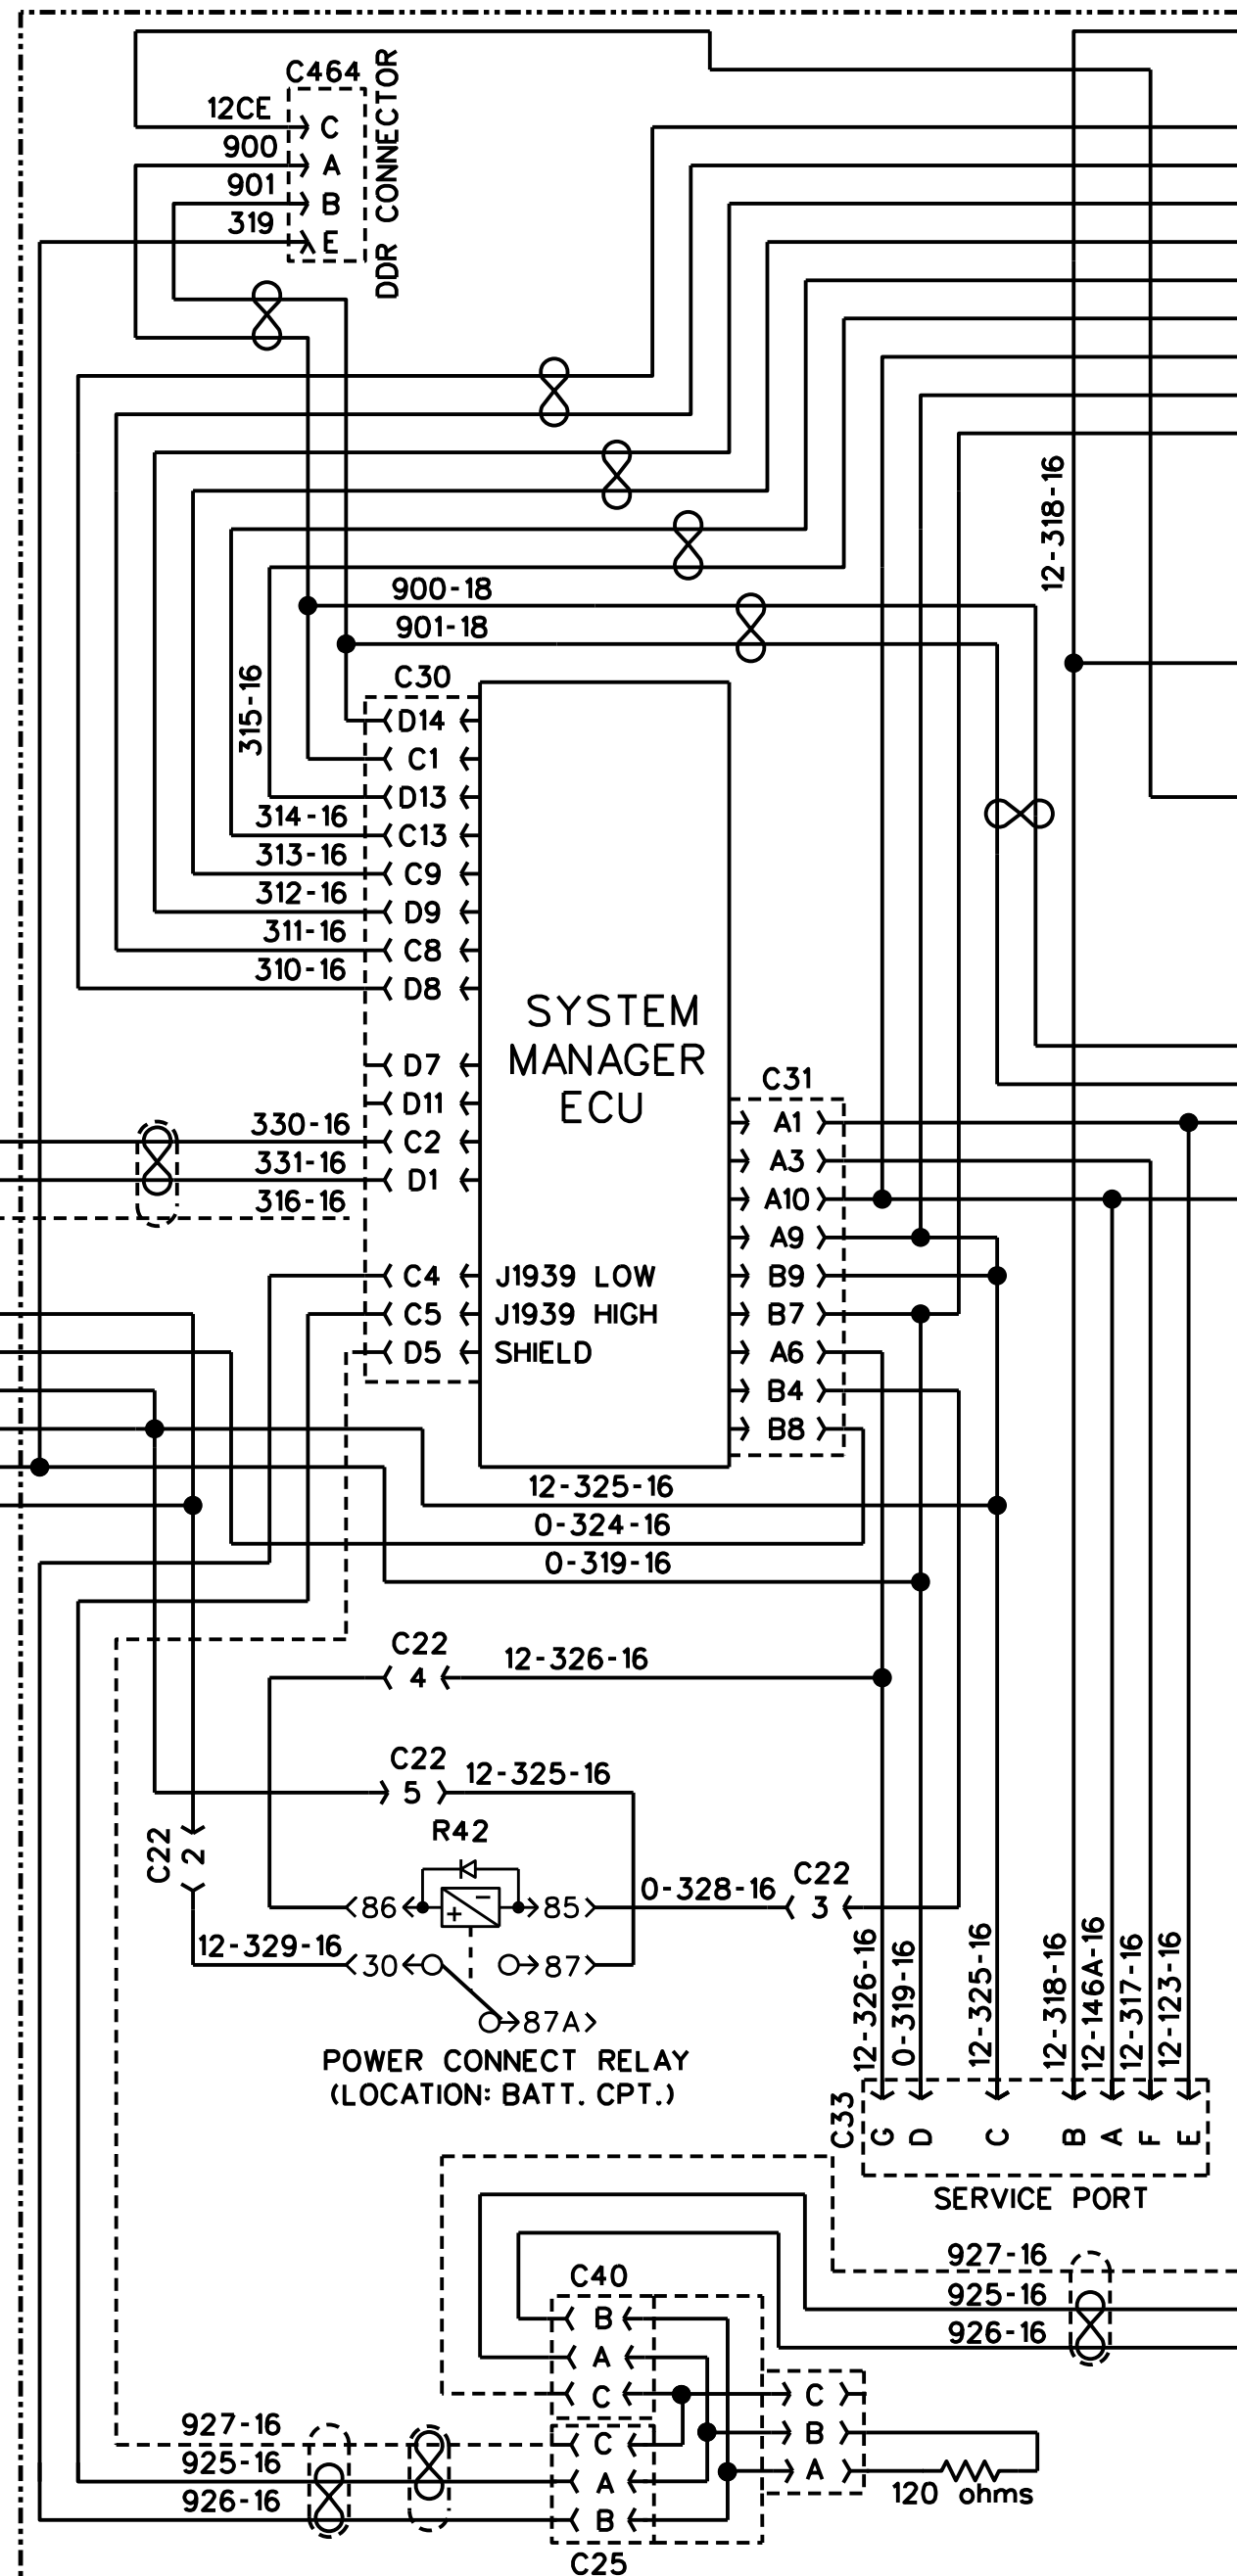 C464
DDR CONNECTOR
12CE C
900 A
901 B
319 E
12-318-16
900-18
901-18
315-16
C30
D14
C1
D13
314-16 C13
313-16 C9
312-16 D9
311-16 C8
310-16 D8
SYSTEM
MANAGER
ECU
D7
D11
330-16 C2
331-16 D1
316-16
C31
A1
A3
A10
A9
C4 J1939 LOW B9
C5 J1939 HIGH B7
D5 SHIELD A6
B4
B8
12-325-16
0-324-16
0-319-16
C22
4 12-326-16
C22
5 12-325-16
C22 2
R42
86 - + 85 0-328-16 C22
3
12-329-16 30 87
87A
POWER CONNECT RELAY
(LOCATION: BATT. CPT.)
12-326-16
0-319-16
12-325-16
12-318-16
12-146A-16
12-317-16
12-123-16
C33
G D C B A F E
SERVICE PORT
927-16
925-16
926-16
C40
B
A
C C
927-16 C B
925-16 A A
120 ohms
926-16 B
C25